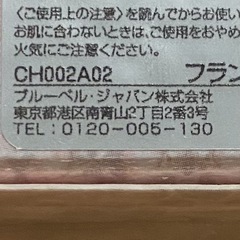 〈ご使用上の注意〉を読んでからお使い
お肌に合わないときは、ご使用をおやめ
火気にご注意ください。
CH002A02 フラン
ブルーベル・ジャパン株式会社
東京都港区南青山2丁目2番3号
TEL：0120-005-130